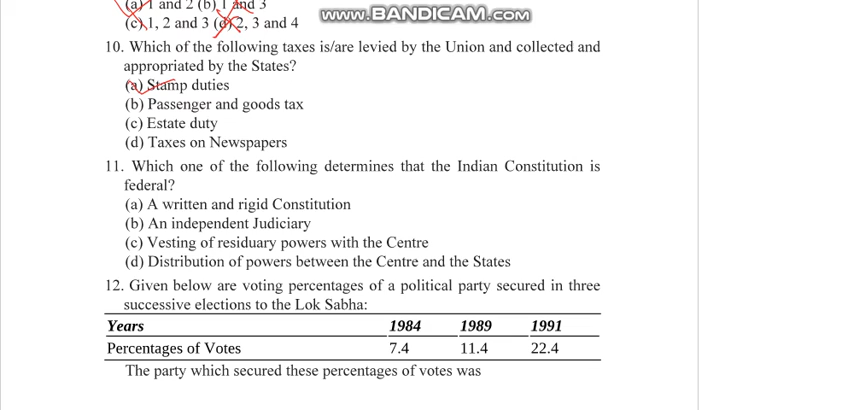 (a) 1 and 2 (b) 1 and 3
www.BANDICAM.com
(c) 1, 2 and 3 (d) 2, 3 and 4
10. Which of the following taxes is/are levied by the Union and collected and
appropriated by the States?
(a) Stamp duties
(b) Passenger and goods tax
(c) Estate duty
(d) Taxes on Newspapers
11. Which one of the following determines that the Indian Constitution is
federal?
(a) A written and rigid Constitution
(b) An independent Judiciary
(c) Vesting of residuary powers with the Centre
(d) Distribution of powers between the Centre and the States
12. Given below are voting percentages of a political party secured in three
successive elections to the Lok Sabha:
Years 1984 1989 1991
Percentages of Votes 7.4 11.4 22.4
The party which secured these percentages of votes was